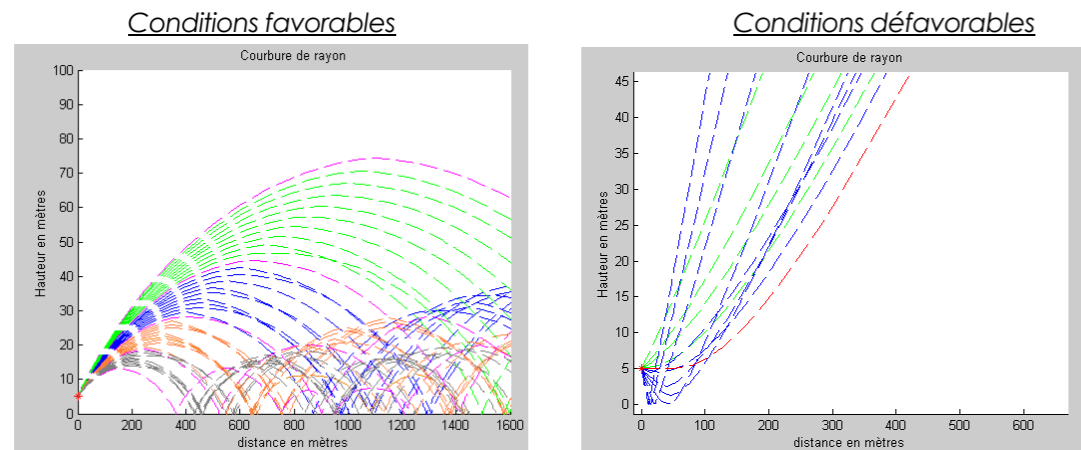 Conditions favorables
Courbure de rayon
100
90
80
70
60
50
40
30
20
10
0
Hauteur en mètres
0 200 400 600 800 1000 1200 1400 1600
distance en mètres
Conditions défavorables
Courbure de rayon
45
40
35
30
25
20
15
10
5
0
Hauteur en mètres
0 100 200 300 400 500 600
distance en mètres